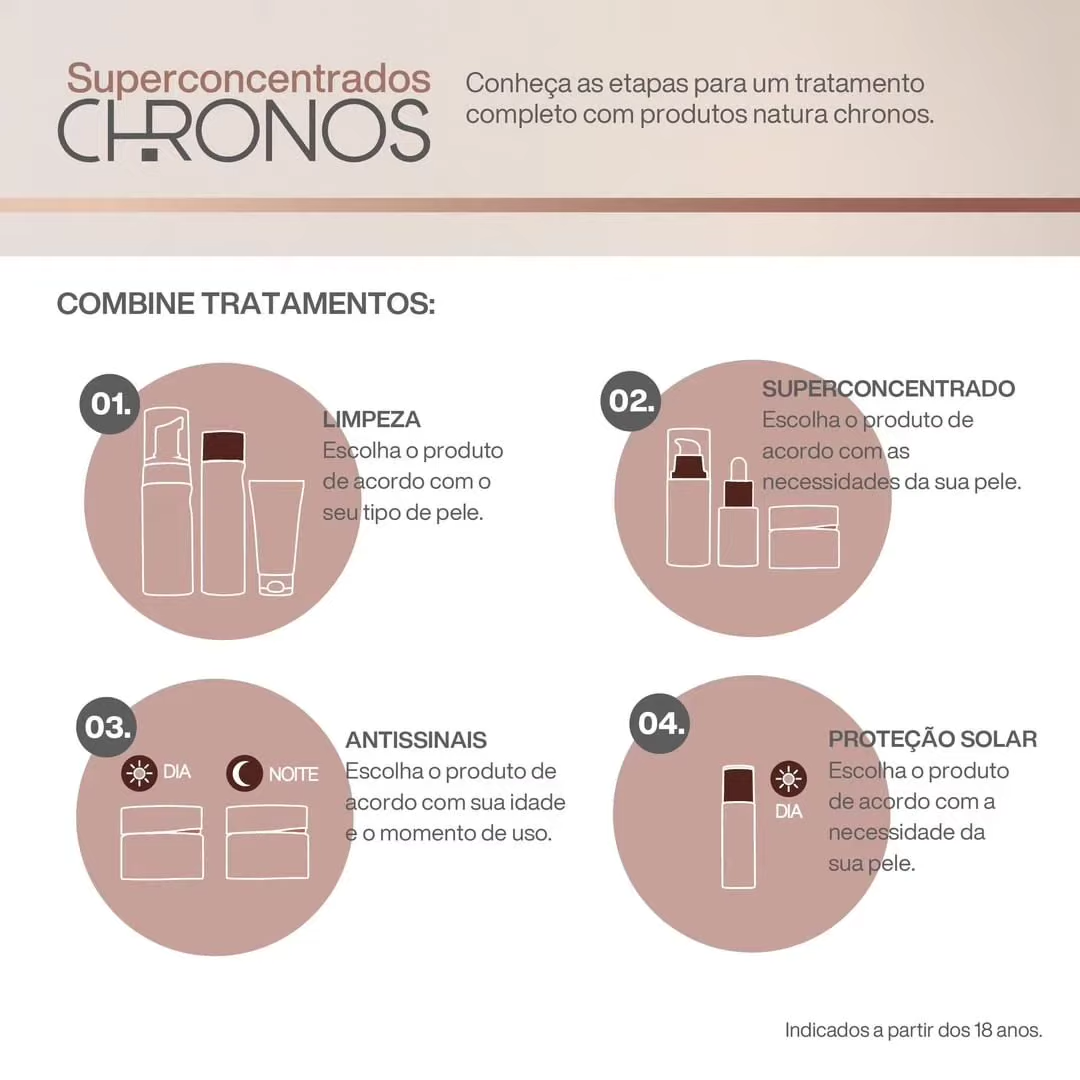 Superconcentrados
CHRONOS
Conheça as etapas para um tratamento
completo com produtos natura chronos.
COMBINE TRATAMENTOS:
01.
LIMPEZA
Escolha o produto
de acordo com o
seu tipo de pele.
02.
SUPERCONCENTRADO
Escolha o produto de
acordo com as
necessidades da sua pele.
03.
DIA
NOITE
ANTISSINAIS
Escolha o produto de
acordo com sua idade
e o momento de uso.
04.
DIA
PROTEÇÃO SOLAR
Escolha o produto
de acordo com a
necessidade da
sua pele.
Indicados a partir dos 18 anos.